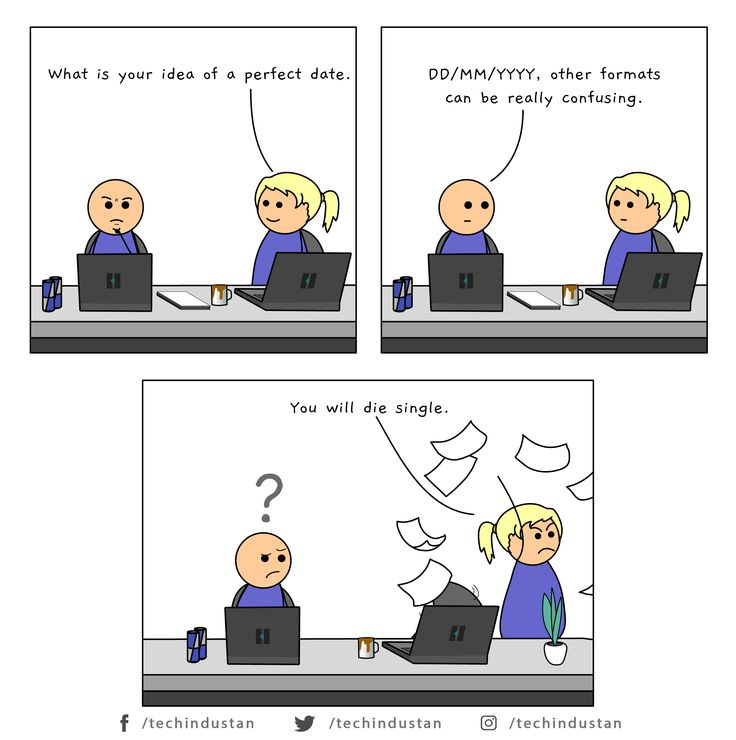 What is your idea of a perfect date.
DD/MM/YYYY, other formats
can be really confusing.
You will die single.
?
/techindustan /techindustan /techindustan